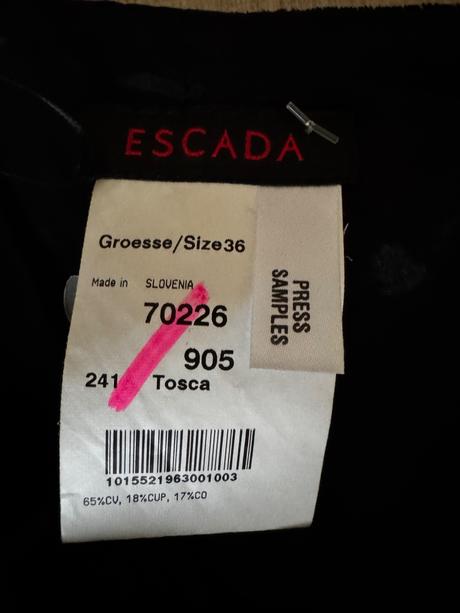 ESCADA
Groesse/Size36
Made in SLOVENIA
70226
905
241 Tosca
1015521963001003
65%CV, 18%CUP, 17%CO
PRESS
SAMPLES